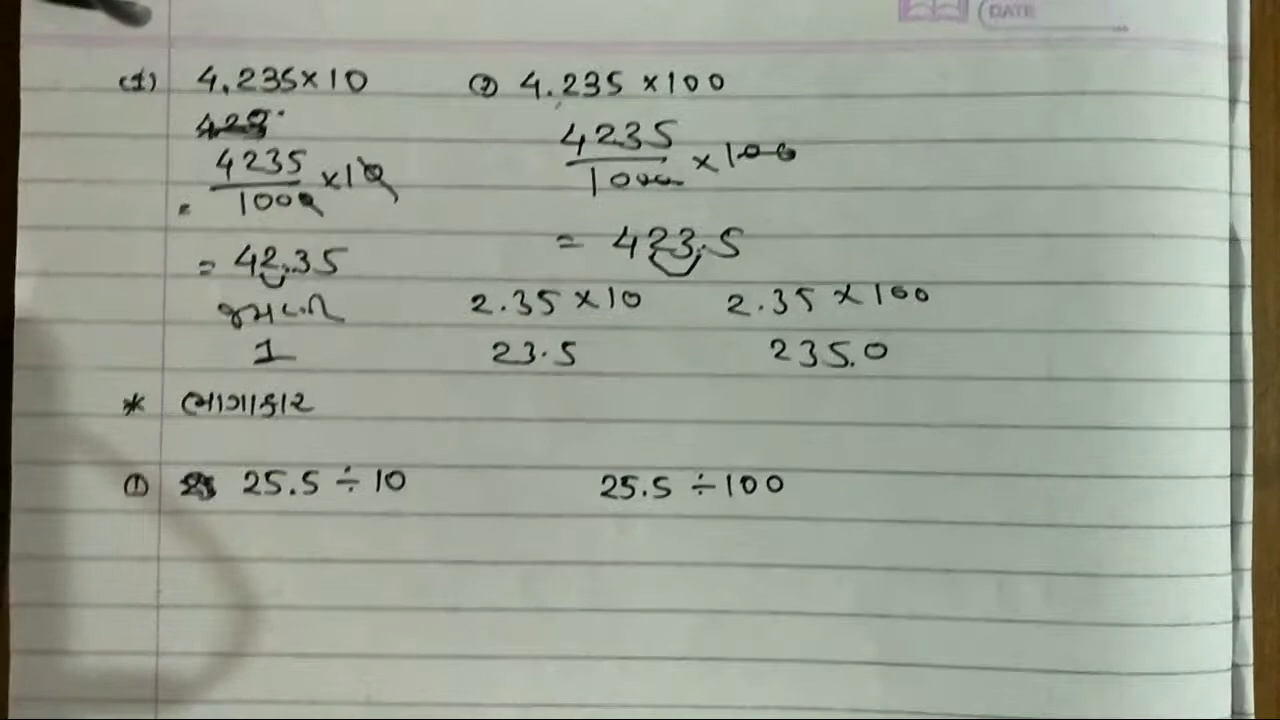 DATE
(1) 4.235×10 ② 4.235 ×100
4235/1000 ×10 4235/1000 ×100
= 42.35 = 423.5
જમણી 2.35 ×10 2.35 ×100
1 23.5 235.0
* ભાગાકાર
① 25.5 ÷ 10 25.5 ÷100